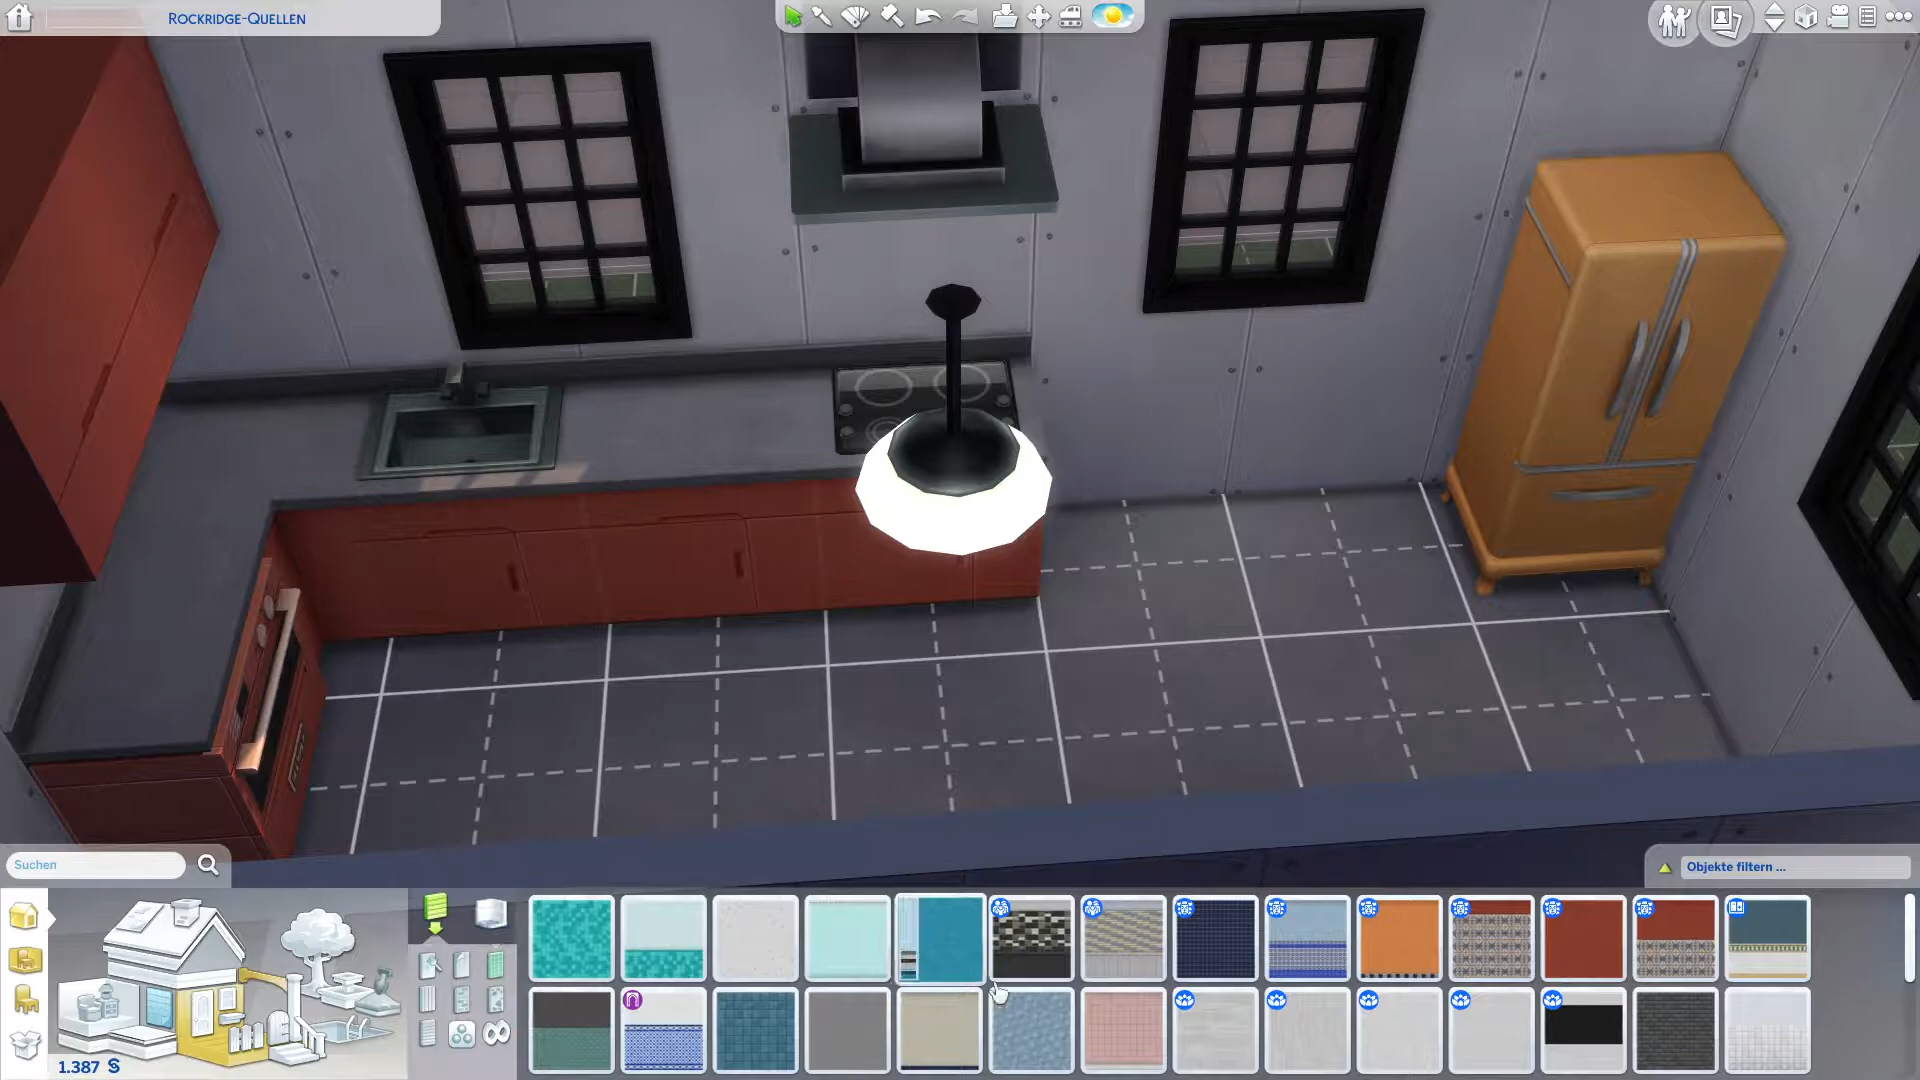 Rockridge-Quellen
Suchen
Objekte filtern ...
1.387 $